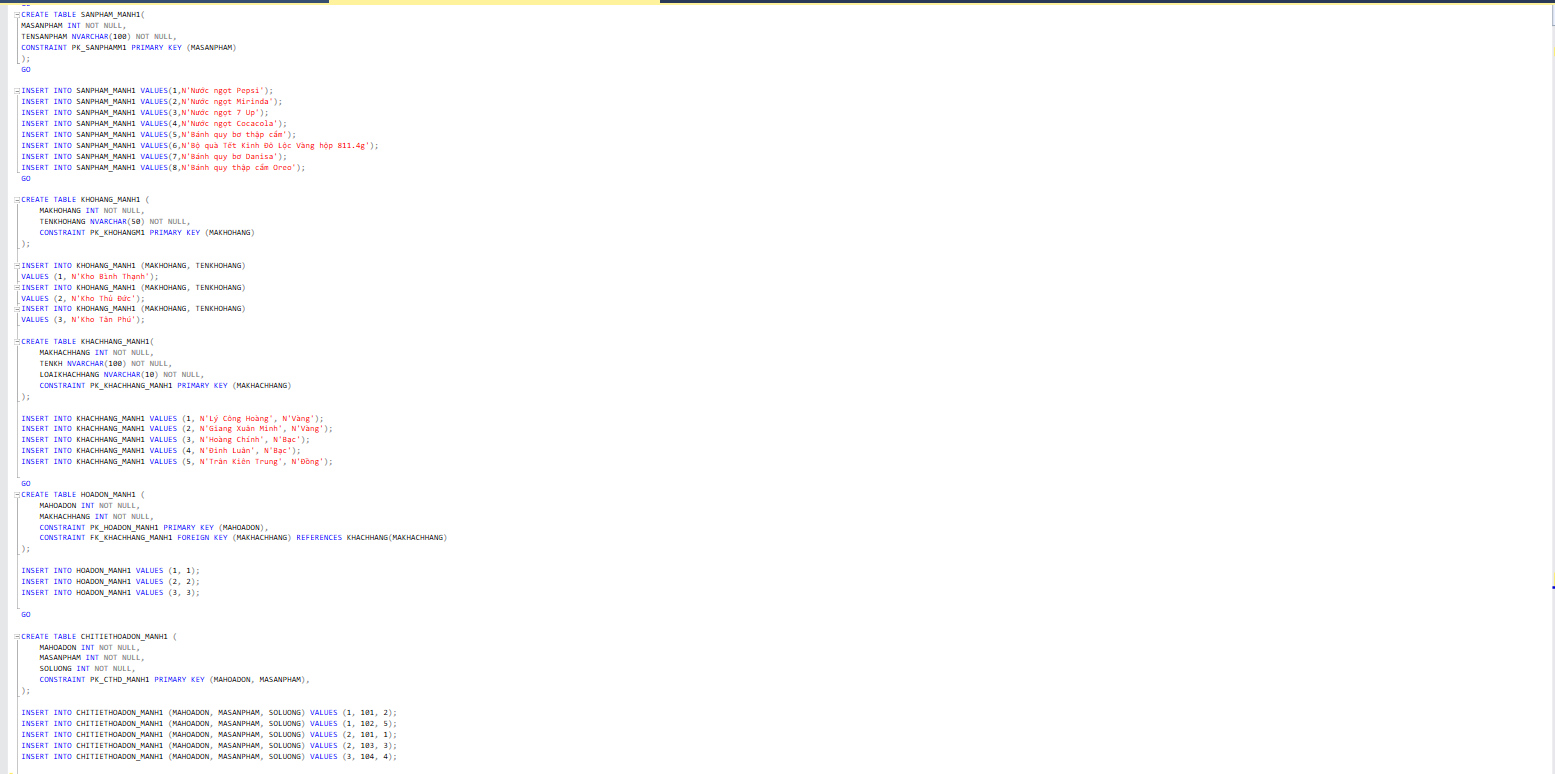 GO
CREATE TABLE SANPHAM_MANH1(
MASANPHAM INT NOT NULL,
TENSANPHAM NVARCHAR(100) NOT NULL,
CONSTRAINT PK_SANPHAMM1 PRIMARY KEY (MASANPHAM)
);
GO
INSERT INTO SANPHAM_MANH1 VALUES(1,N'Nước ngọt Pepsi');
INSERT INTO SANPHAM_MANH1 VALUES(2,N'Nước ngọt Mirinda');
INSERT INTO SANPHAM_MANH1 VALUES(3,N'Nước ngọt 7 Up');
INSERT INTO SANPHAM_MANH1 VALUES(4,N'Nước ngọt Cocacola');
INSERT INTO SANPHAM_MANH1 VALUES(5,N'Bánh quy bơ thập cẩm');
INSERT INTO SANPHAM_MANH1 VALUES(6,N'Bộ quà Tết Kinh Đô Lộc Vàng hộp 811.4g');
INSERT INTO SANPHAM_MANH1 VALUES(7,N'Bánh quy bơ Danisa');
INSERT INTO SANPHAM_MANH1 VALUES(8,N'Bánh quy thập cẩm Oreo');
GO
CREATE TABLE KHOHANG_MANH1 (
MAKHOHANG INT NOT NULL,
TENKHOHANG NVARCHAR(50) NOT NULL,
CONSTRAINT PK_KHOHANGM1 PRIMARY KEY (MAKHOHANG)
);
INSERT INTO KHOHANG_MANH1 (MAKHOHANG, TENKHOHANG)
VALUES (1, N'Kho Bình Thạnh');
INSERT INTO KHOHANG_MANH1 (MAKHOHANG, TENKHOHANG)
VALUES (2, N'Kho Thủ Đức');
INSERT INTO KHOHANG_MANH1 (MAKHOHANG, TENKHOHANG)
VALUES (3, N'Kho Tân Phú');
CREATE TABLE KHACHHANG_MANH1(
MAKHACHHANG INT NOT NULL,
TENKH NVARCHAR(100) NOT NULL,
LOAIKHACHHANG NVARCHAR(10) NOT NULL,
CONSTRAINT PK_KHACHHANG_MANH1 PRIMARY KEY (MAKHACHHANG)
);
INSERT INTO KHACHHANG_MANH1 VALUES (1, N'Lý Công Hoàng', N'Vàng');
INSERT INTO KHACHHANG_MANH1 VALUES (2, N'Giang Xuân Minh', N'Vàng');
INSERT INTO KHACHHANG_MANH1 VALUES (3, N'Hoàng Chính', N'Bạc');
INSERT INTO KHACHHANG_MANH1 VALUES (4, N'Đình Luân', N'Bạc');
INSERT INTO KHACHHANG_MANH1 VALUES (5, N'Trần Kiên Trung', N'Đồng');
GO
CREATE TABLE HOADON_MANH1 (
MAHOADON INT NOT NULL,
MAKHACHHANG INT NOT NULL,
CONSTRAINT PK_HOADON_MANH1 PRIMARY KEY (MAHOADON),
CONSTRAINT FK_KHACHHANG_MANH1 FOREIGN KEY (MAKHACHHANG) REFERENCES KHACHHANG(MAKHACHHANG)
);
INSERT INTO HOADON_MANH1 VALUES (1, 1);
INSERT INTO HOADON_MANH1 VALUES (2, 2);
INSERT INTO HOADON_MANH1 VALUES (3, 3);
GO
CREATE TABLE CHITIETHOADON_MANH1 (
MAHOADON INT NOT NULL,
MASANPHAM INT NOT NULL,
SOLUONG INT NOT NULL,
CONSTRAINT PK_CTHD_MANH1 PRIMARY KEY (MAHOADON, MASANPHAM),
);
INSERT INTO CHITIETHOADON_MANH1 (MAHOADON, MASANPHAM, SOLUONG) VALUES (1, 101, 2);
INSERT INTO CHITIETHOADON_MANH1 (MAHOADON, MASANPHAM, SOLUONG) VALUES (1, 102, 5);
INSERT INTO CHITIETHOADON_MANH1 (MAHOADON, MASANPHAM, SOLUONG) VALUES (2, 101, 1);
INSERT INTO CHITIETHOADON_MANH1 (MAHOADON, MASANPHAM, SOLUONG) VALUES (2, 103, 3);
INSERT INTO CHITIETHOADON_MANH1 (MAHOADON, MASANPHAM, SOLUONG) VALUES (3, 104, 4);